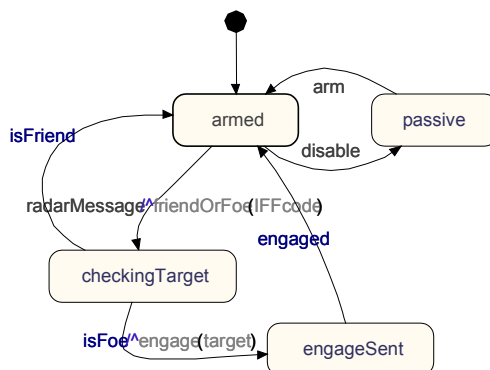 arm
armed
passive
isFriend
disable
radarMessage/^friendOrFoe(IFFcode)
engaged
checkingTarget
isFoe/^engage(target)
engageSent